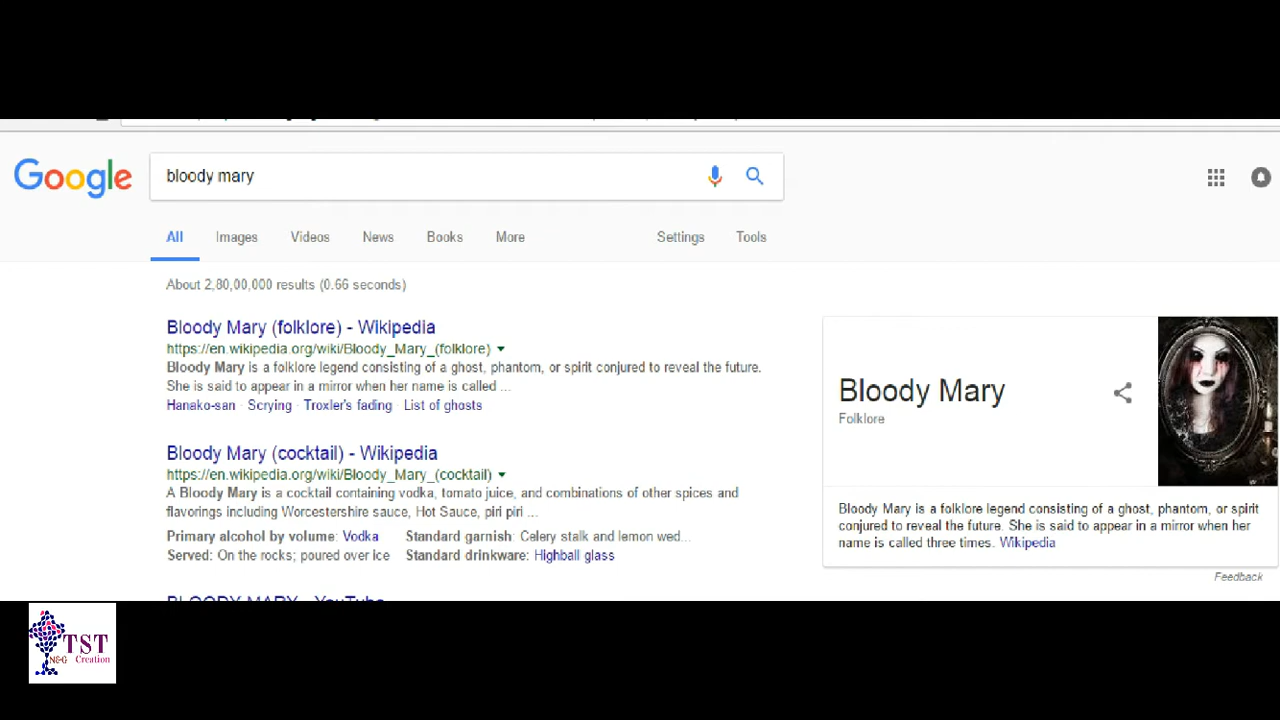 Google
bloody mary
All Images Videos News Books More Settings Tools
About 2,80,00,000 results (0.66 seconds)
Bloody Mary (folklore) - Wikipedia
https://en.wikipedia.org/wiki/Bloody_Mary_(folklore)
Bloody Mary is a folklore legend consisting of a ghost, phantom, or spirit conjured to reveal the future.
She is said to appear in a mirror when her name is called ...
Hanako-san · Scrying · Troxler's fading · List of ghosts
Bloody Mary (cocktail) - Wikipedia
https://en.wikipedia.org/wiki/Bloody_Mary_(cocktail)
A Bloody Mary is a cocktail containing vodka, tomato juice, and combinations of other spices and
flavorings including Worcestershire sauce, Hot Sauce, piri piri ...
Primary alcohol by volume: Vodka Standard garnish: Celery stalk and lemon wed...
Served: On the rocks; poured over ice Standard drinkware: Highball glass
BLOODY MARY - YouTube
Bloody Mary
Folklore
Bloody Mary is a folklore legend consisting of a ghost, phantom, or spirit
conjured to reveal the future. She is said to appear in a mirror when her
name is called three times. Wikipedia
Feedback
TST
N&G Creation